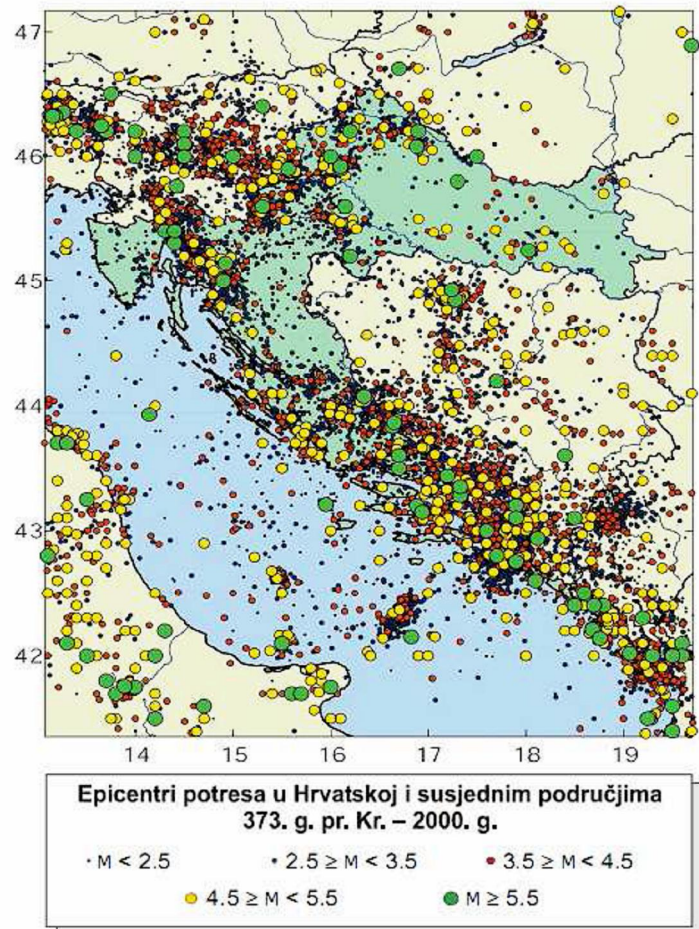 47
46
45
44
43
42
14 15 16 17 18 19
Epicentri potresa u Hrvatskoj i susjednim područjima
373. g. pr. Kr. – 2000. g.
M < 2.5 2.5 ≥ M < 3.5 3.5 ≥ M < 4.5
4.5 ≥ M < 5.5 M ≥ 5.5